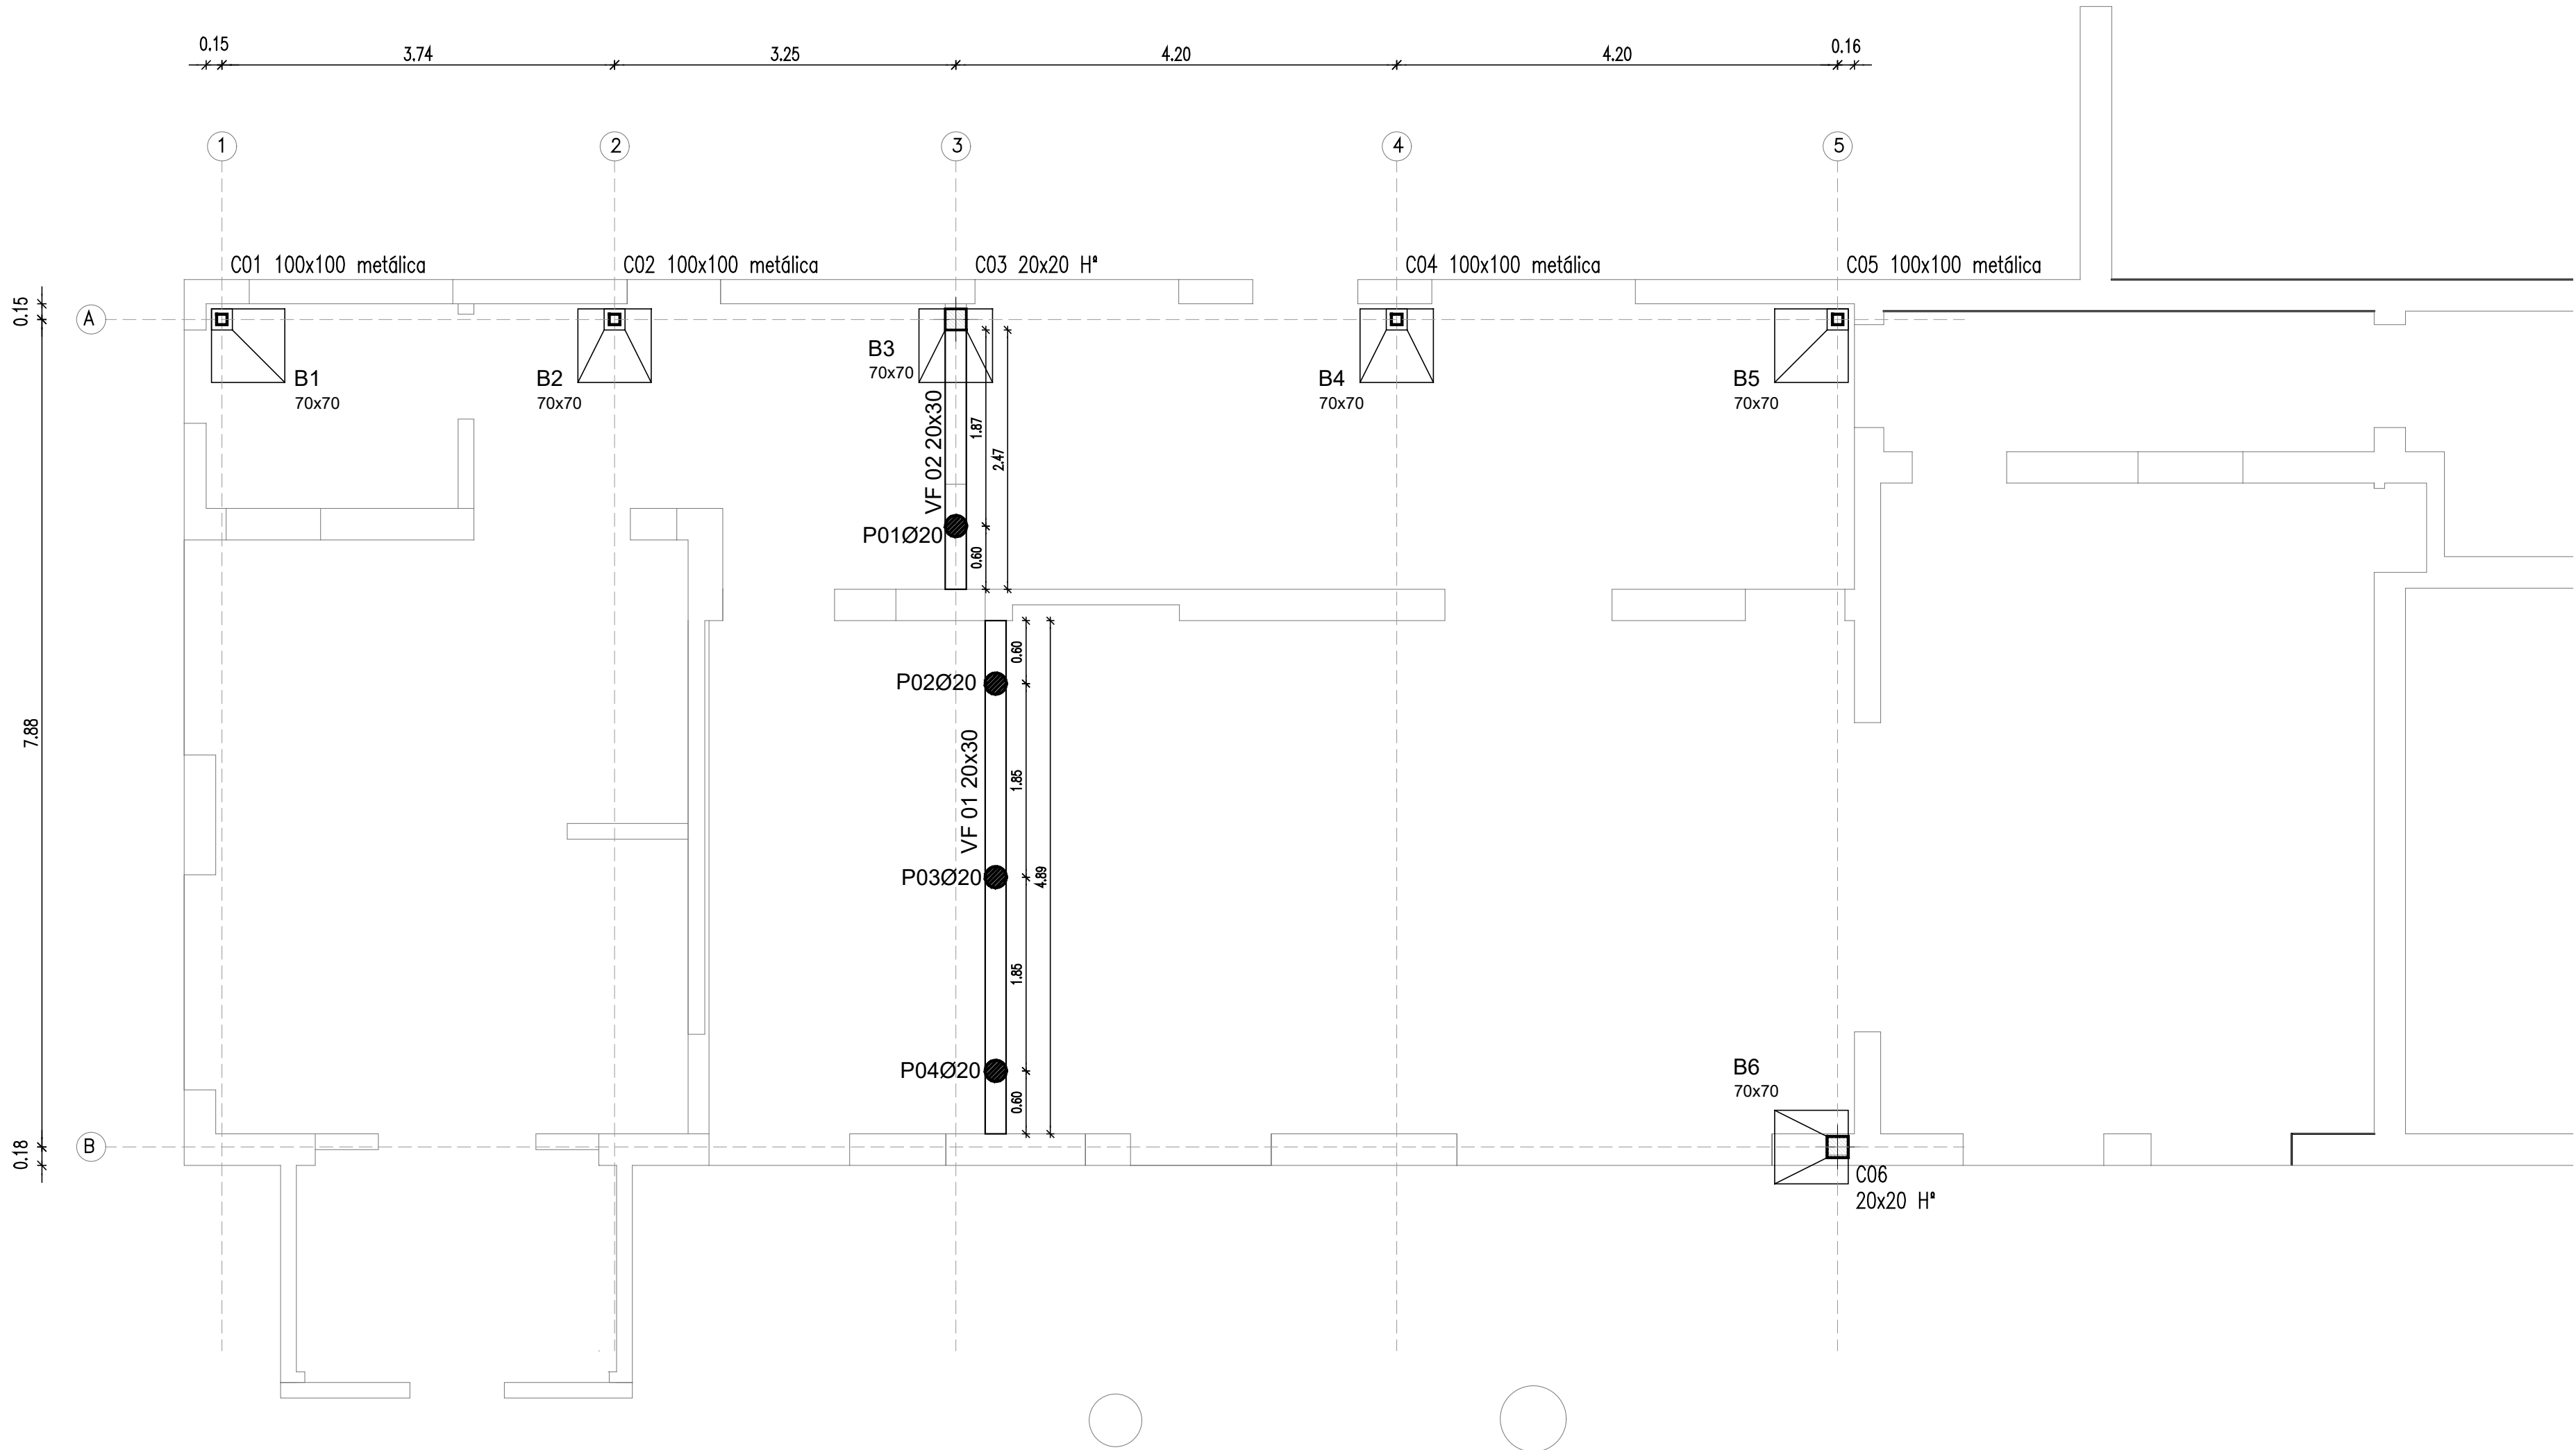 0.15
3.74
3.25
4.20
4.20
0.16
1
2
3
4
5
C01 100x100 metálica
C02 100x100 metálica
C03 20x20 Hª
C04 100x100 metálica
C05 100x100 metálica
0.15
A
B1
70x70
B2
70x70
B3
70x70
B4
70x70
B5
70x70
VF 02 20x30
1.87
2.47
P01Ø20
0.60
0.60
P02Ø20
7.88
VF 01 20x30
1.85
P03Ø20
4.89
1.85
P04Ø20
0.60
B6
70x70
0.18
B
C06
20x20 Hª